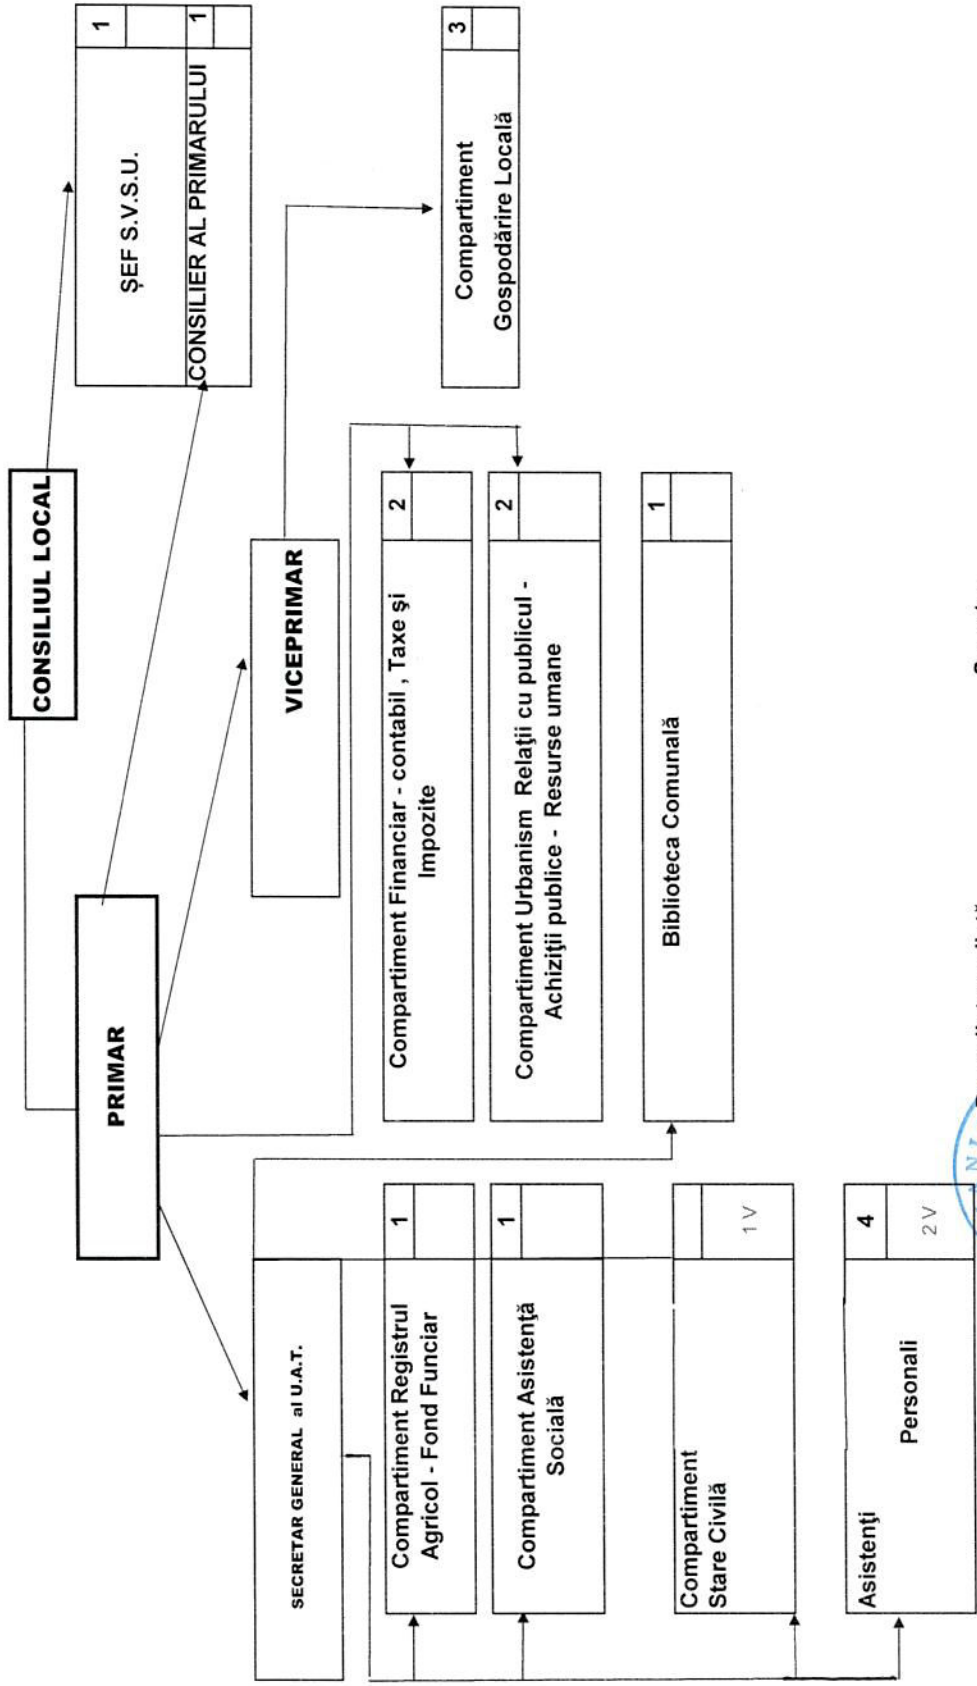 CONSILIUL LOCAL
PRIMAR
ŞEF S.V.S.U.
1
CONSILIER AL PRIMARULUI
1
VICEPRIMAR
SECRETAR GENERAL al U.A.T.
Compartiment Registrul
Agricol - Fond Funciar
1
Compartiment Financiar - contabil , Taxe şi
Impozite
2
Compartiment
Gospodărire Locală
3
Compartiment Asistenţă
Socială
1
Compartiment Urbanism Relaţii cu publicul -
Achiziţii publice - Resurse umane
2
Compartiment
Stare Civilă
1 V
Biblioteca Comunală
1
Asistenţi
Personali
4
2 V